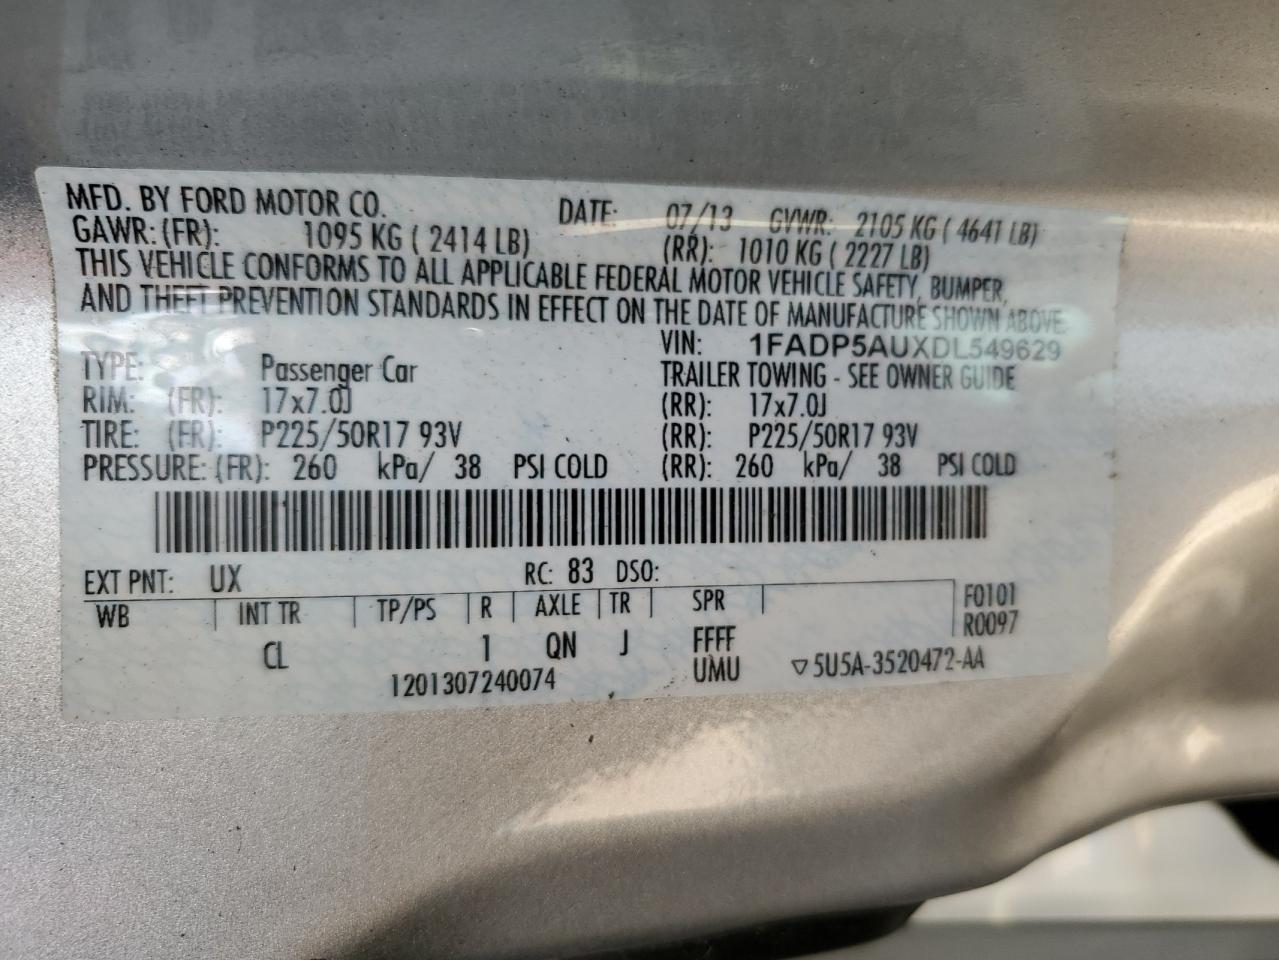 MFD. BY FORD MOTOR CO. DATE: 07/13 GVWR: 2105 KG ( 4641 LB)
GAWR: (FR): 1095 KG ( 2414 LB) (RR): 1010 KG ( 2227 LB)
THIS VEHICLE CONFORMS TO ALL APPLICABLE FEDERAL MOTOR VEHICLE SAFETY, BUMPER,
AND THEFT PREVENTION STANDARDS IN EFFECT ON THE DATE OF MANUFACTURE SHOWN ABOVE.
VIN: 1FADP5AUXDL549629
TYPE: Passenger Car TRAILER TOWING - SEE OWNER GUIDE
RIM: (FR): 17x7.0J (RR): 17x7.0J
TIRE: (FR): P225/50R17 93V (RR): P225/50R17 93V
PRESSURE: (FR): 260 kPa/ 38 PSI COLD (RR): 260 kPa/ 38 PSI COLD
EXT PNT: UX RC: 83 DSO:
WB INT TR TP/PS R AXLE TR SPR F0101
R0097
CL 1 QN J FFFF
1201307240074 UMU ▽5U5A-3520472-AA